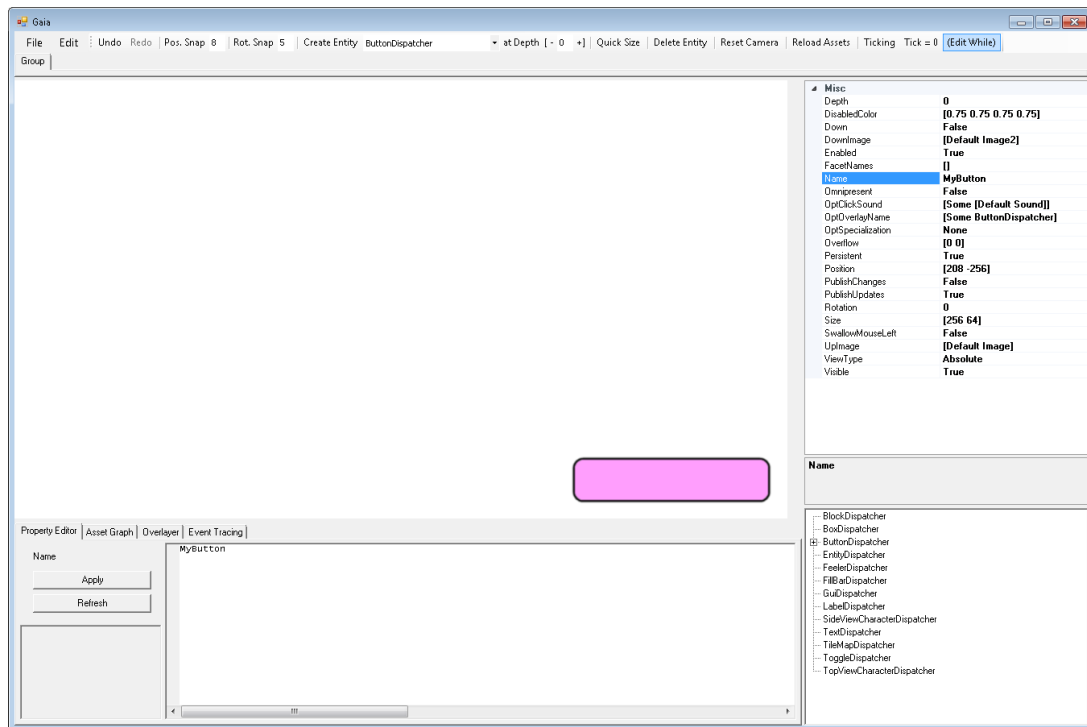 Gaia
File Edit Undo Redo Pos. Snap 8 Rot. Snap 5 Create Entity ButtonDispatcher at Depth [ - 0 +] Quick Size Delete Entity Reset Camera Reload Assets Ticking Tick = 0 (Edit While)
Group
Misc
Depth 0
DisabledColor [0.75 0.75 0.75 0.75]
Down False
DownImage [Default Image2]
Enabled True
FacetNames []
Name MyButton
Omnipresent False
OptClickSound [Some [Default Sound]]
OptOverlayName [Some ButtonDispatcher]
OptSpecialization None
Overflow [0 0]
Persistent True
Position [208 -256]
PublishChanges False
PublishUpdates True
Rotation 0
Size [256 64]
SwallowMouseLeft False
UpImage [Default Image]
ViewType Absolute
Visible True
Name
Property Editor Asset Graph Overlayer Event Tracing
Name
Apply
Refresh
MyButton
BlockDispatcher
BoxDispatcher
ButtonDispatcher
EntityDispatcher
FeelerDispatcher
FillBarDispatcher
GuiDispatcher
LabelDispatcher
SideViewCharacterDispatcher
TextDispatcher
TileMapDispatcher
ToggleDispatcher
TopViewCharacterDispatcher